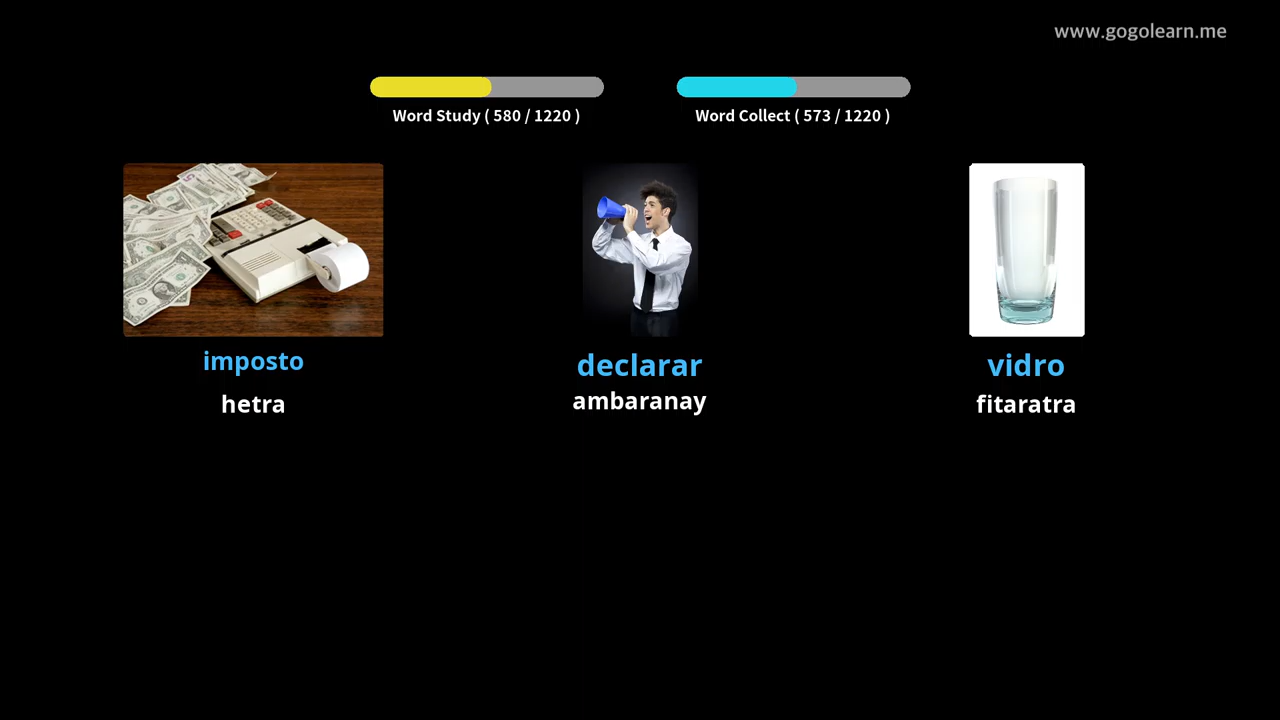 www.gogolearn.me
Word Study ( 580 / 1220 )
Word Collect ( 573 / 1220 )
imposto
hetra
declarar
ambaranay
vidro
fitaratra